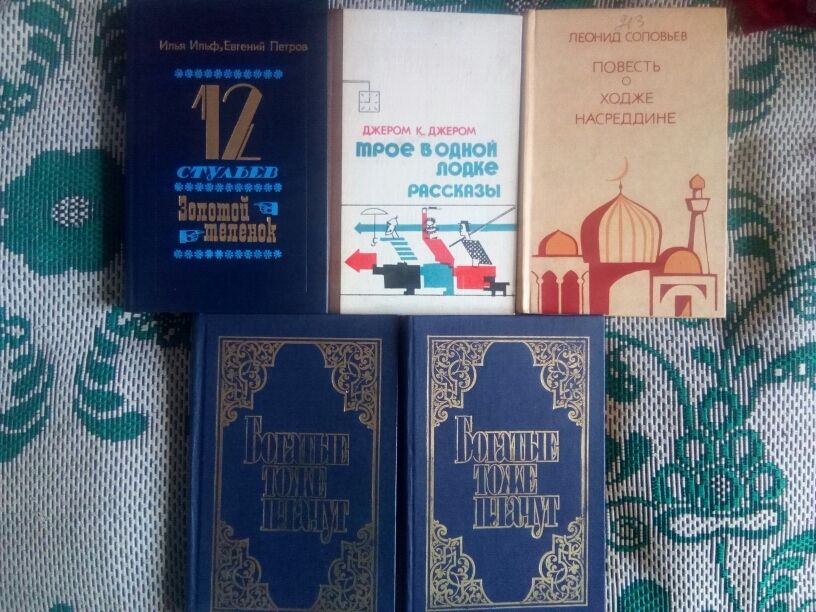 Илья Ильф, Евгений Петров
12
СТУЛЬЕВ
Золотой
теленок
ДЖЕРОМ К. ДЖЕРОМ
ТРОЕ В ОДНОЙ
ЛОДКЕ
РАССКАЗЫ
ЛЕОНИД СОЛОВЬЕВ
ПОВЕСТЬ
О
ХОДЖЕ
НАСРЕДДИНЕ
БОГАТЫЕ
ТОЖЕ
ПЛАЧУТ
БОГАТЫЕ
ТОЖЕ
ПЛАЧУТ